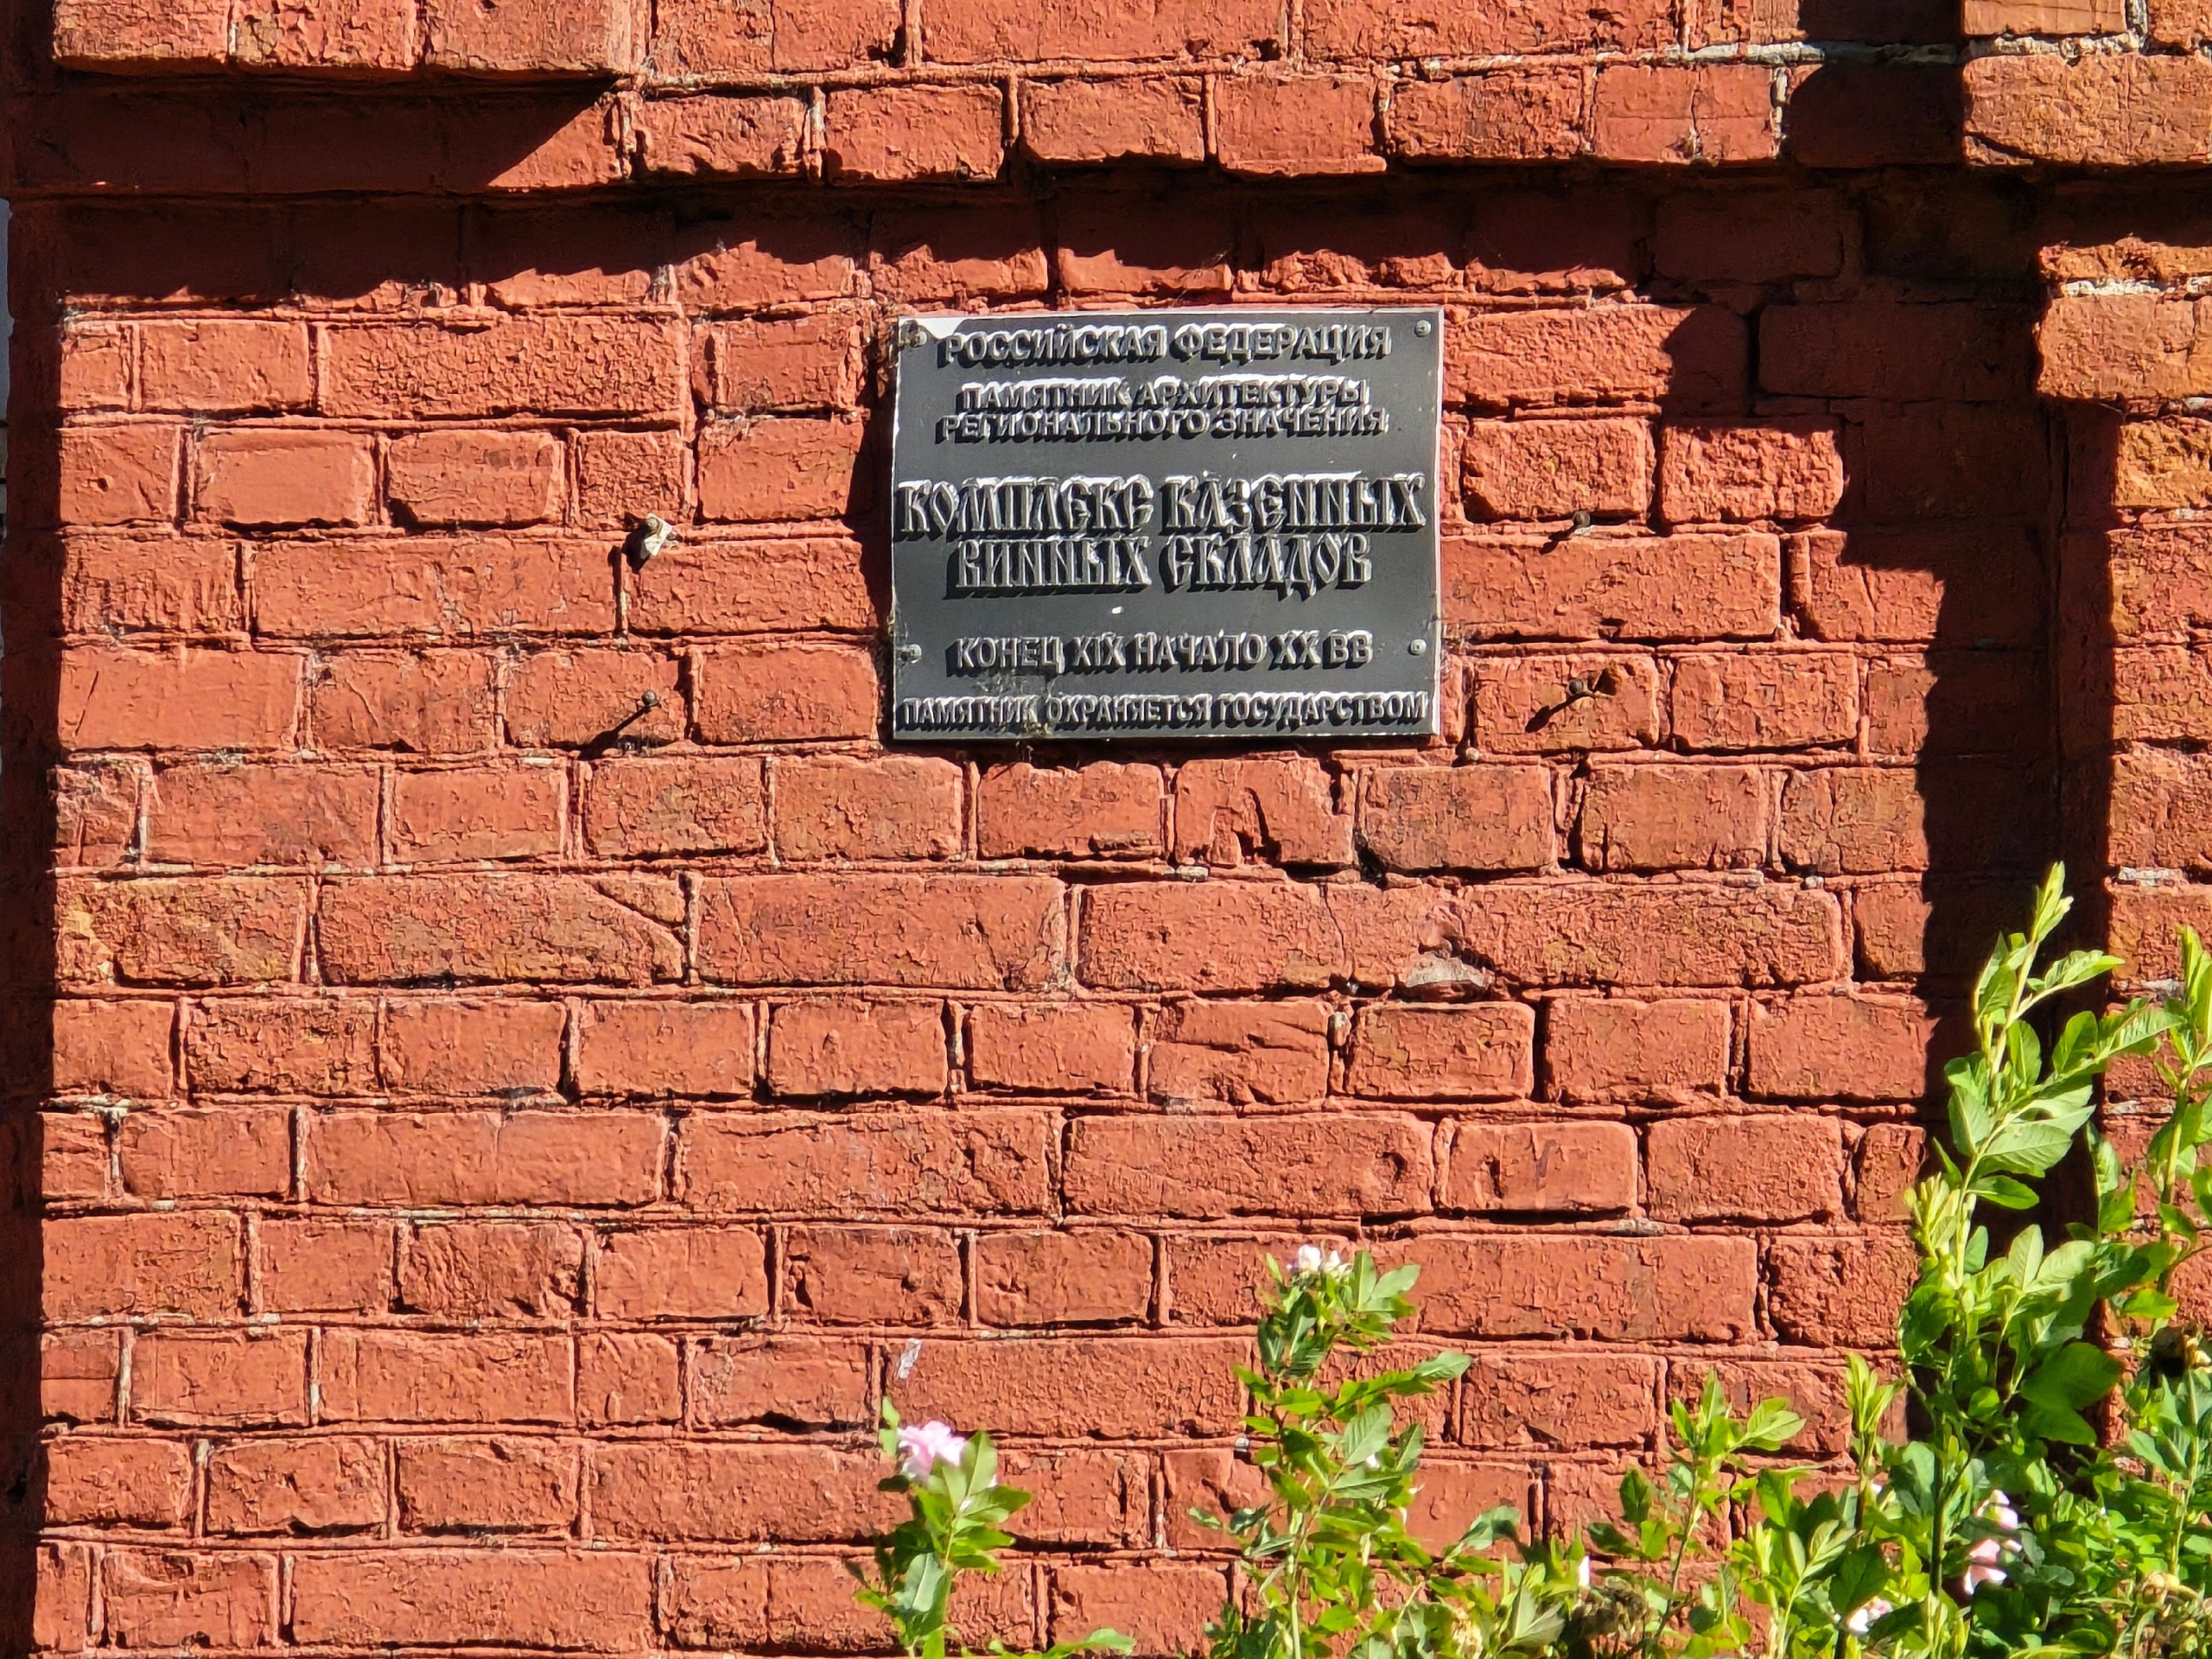 РОССИЙСКАЯ ФЕДЕРАЦИЯ
ПАМЯТНИК АРХИТЕКТУРЫ
РЕГИОНАЛЬНОГО ЗНАЧЕНИЯ
КОМПЛЕКС КАЗЕННЫХ
ВИННЫХ СКЛАДОВ
КОНЕЦ XIX НАЧАЛО XX ВВ
ПАМЯТНИК ОХРАНЯЕТСЯ ГОСУДАРСТВОМ